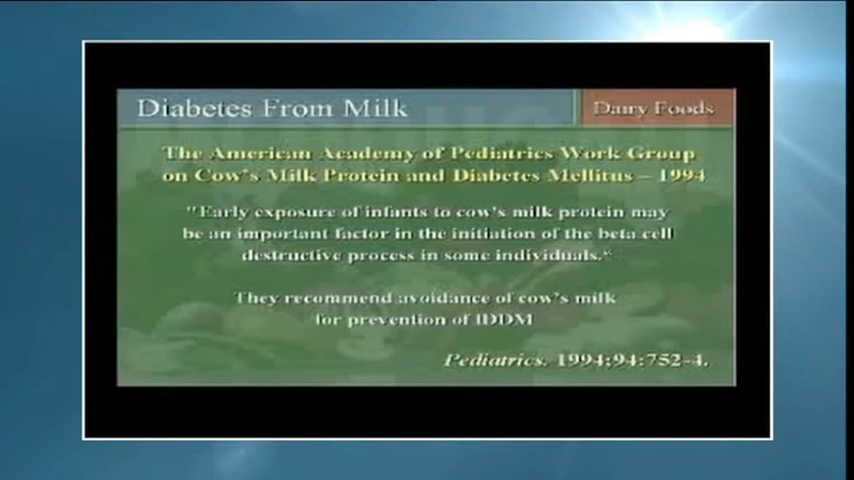 Diabetes From Milk
Dairy Foods
The American Academy of Pediatrics Work Group
on Cow's Milk Protein and Diabetes Mellitus – 1994
"Early exposure of infants to cow's milk protein may
be an important factor in the initiation of the beta cell
destructive process in some individuals."
They recommend avoidance of cow's milk
for prevention of IDDM
Pediatrics. 1994;94:752-4.